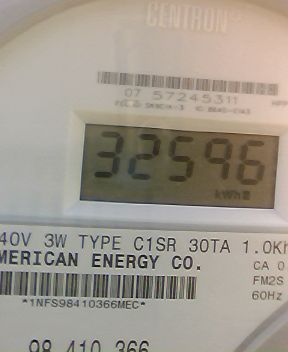 CENTRON
07 57245311
32596
kWh
40V 3W TYPE C1SR 30TA 1.0Kh
MERICAN ENERGY CO.
CA 0
FM2S
*1NFS98410366MEC*
60Hz
98 410 366